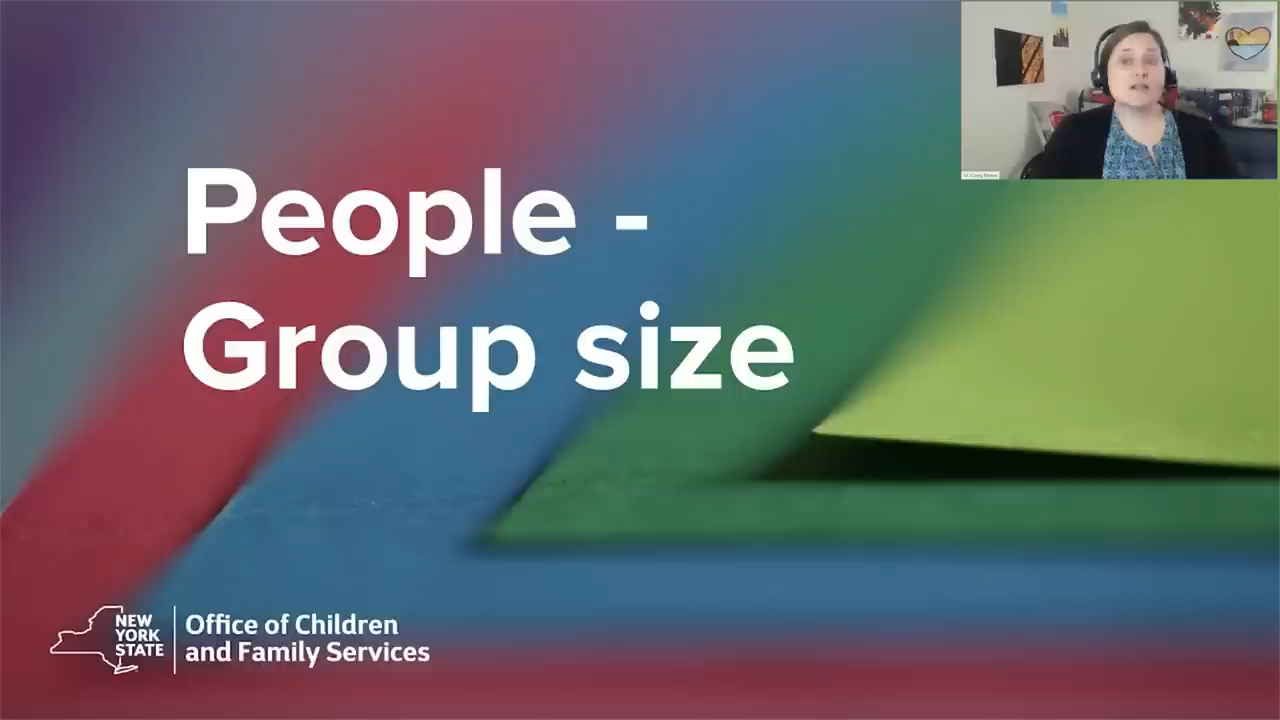 People -
Group size
NEW
YORK
STATE
Office of Children
and Family Services